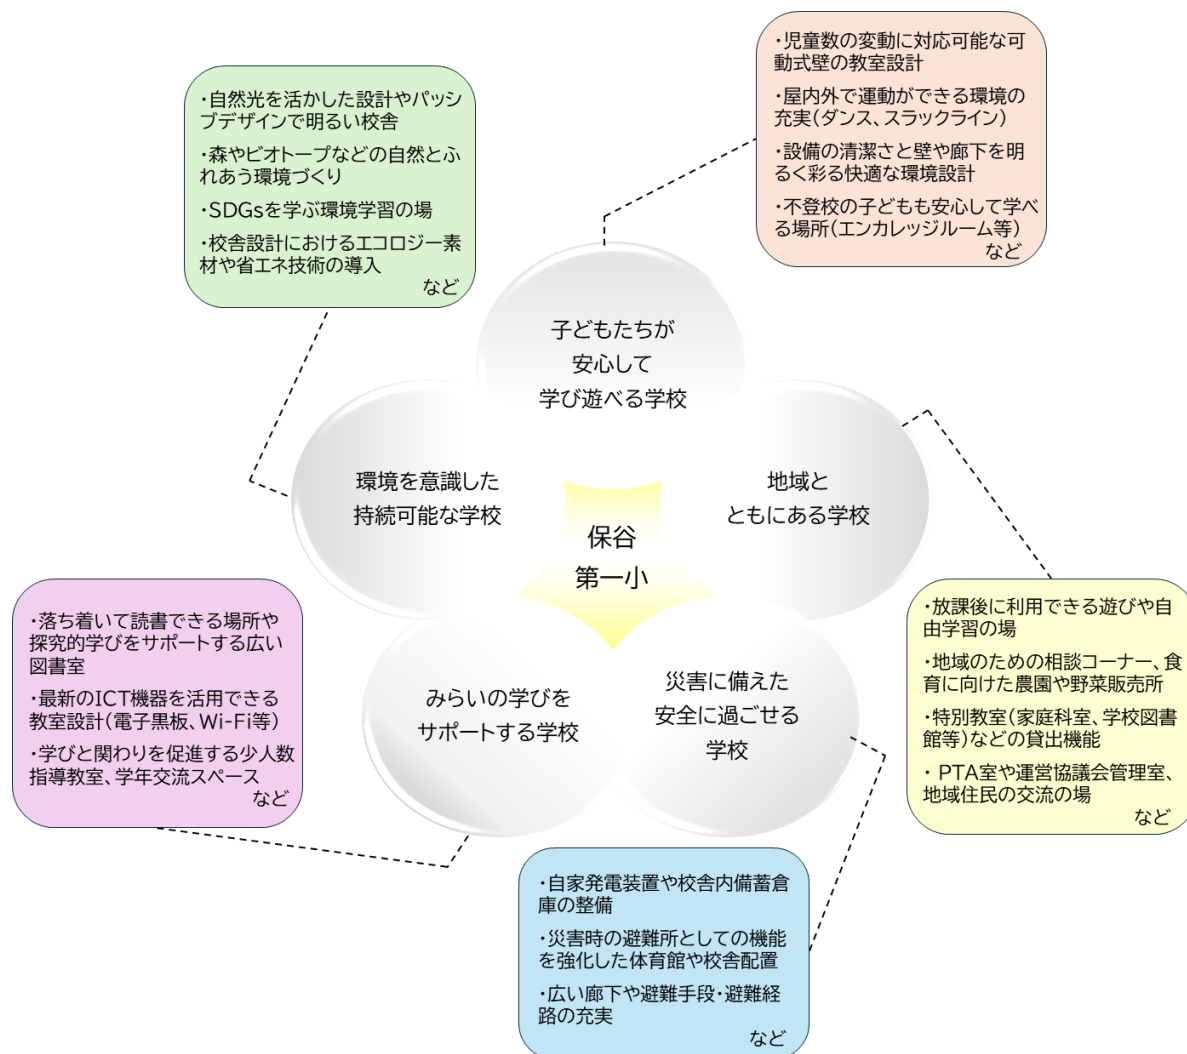 ・児童数の変動に対応可能な可
動式壁の教室設計
・屋内外で運動ができる環境の
充実(ダンス、スラックライン)
・設備の清潔さと壁や廊下を明
るく彩る快適な環境設計
・不登校の子どもも安心して学べ
る場所(エンカレッジルーム等)
など
・自然光を活かした設計やパッシ
ブデザインで明るい校舎
・森やビオトープなどの自然とふ
れあう環境づくり
・SDGsを学ぶ環境学習の場
・校舎設計におけるエコロジー素
材や省エネ技術の導入
など
子どもたちが
安心して
学び遊べる学校
環境を意識した
持続可能な学校
地域と
ともにある学校
保谷
第一小
みらいの学びを
サポートする学校
災害に備えた
安全に過ごせる
学校
・落ち着いて読書できる場所や
探究的学びをサポートする広い
図書室
・最新のICT機器を活用できる
教室設計(電子黒板、Wi-Fi等)
・学びと関わりを促進する少人数
指導教室、学年交流スペース
など
・放課後に利用できる遊びや自
由学習の場
・地域のための相談コーナー、食
育に向けた農園や野菜販売所
・特別教室(家庭科室、学校図書
館等)などの貸出機能
・ PTA室や運営協議会管理室、
地域住民の交流の場
など
・自家発電装置や校舎内備蓄倉
庫の整備
・災害時の避難所としての機能
を強化した体育館や校舎配置
・広い廊下や避難手段・避難経
路の充実
など